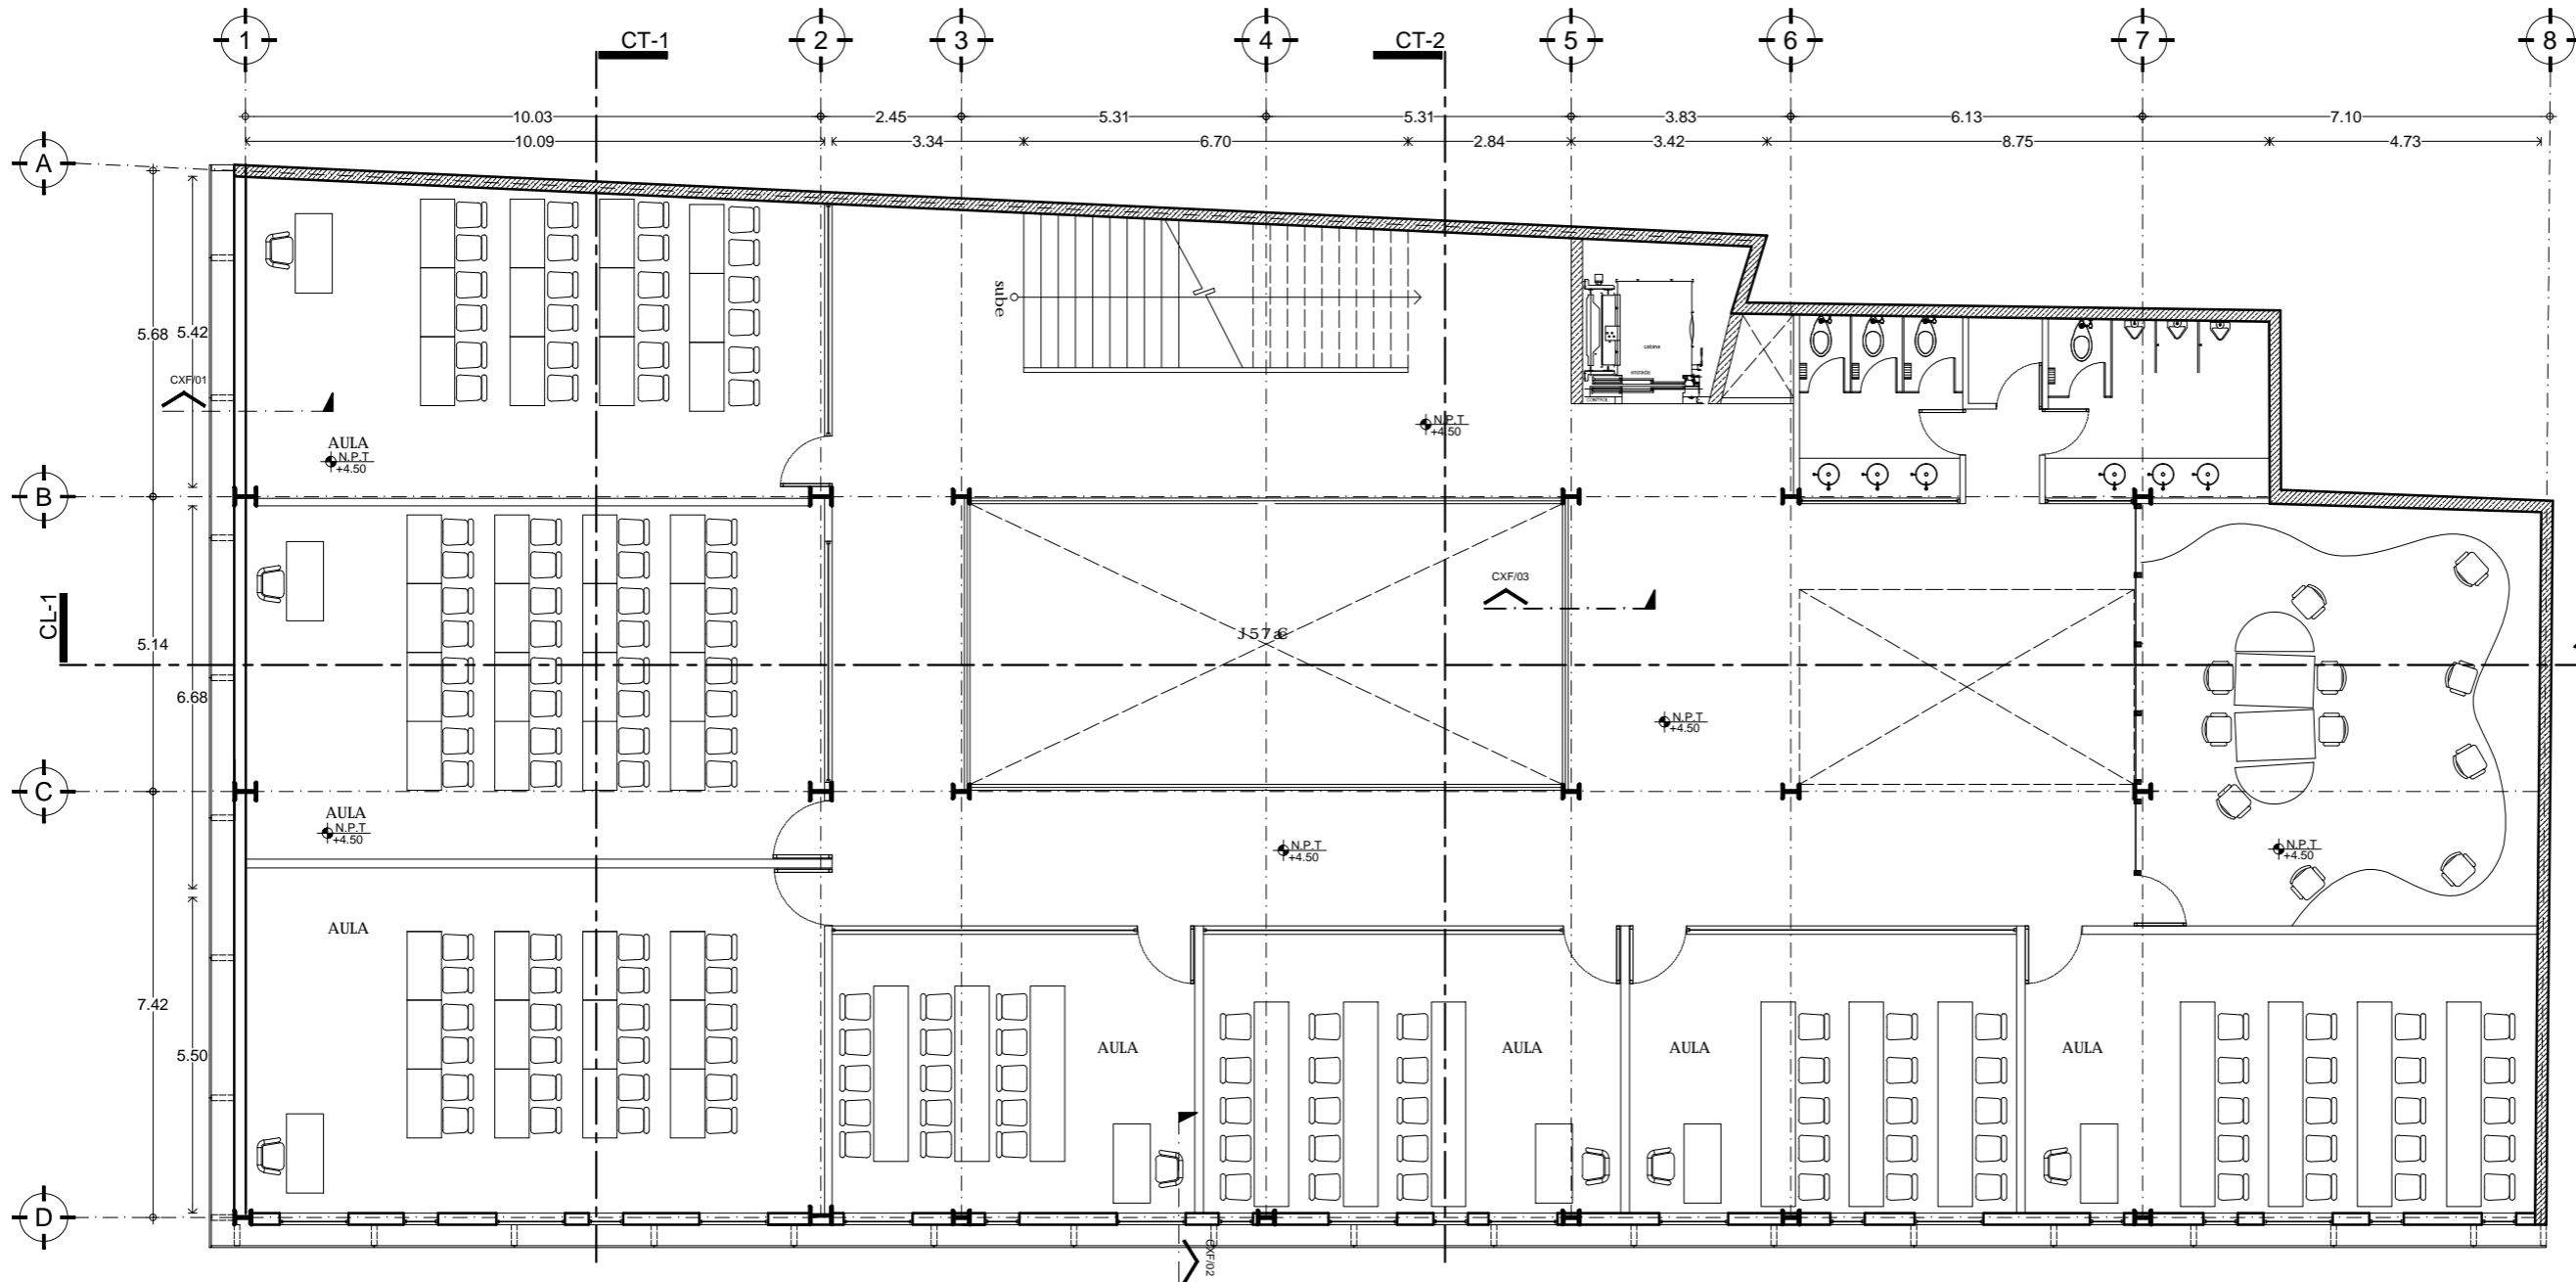 1
CT-1
2
3
4
CT-2
5
6
7
8
10.03
2.45
5.31
5.31
3.83
6.13
7.10
10.09
3.34
6.70
2.84
3.42
8.75
4.73
A
sube
5.68
5.42
cabina
entrada
CONTROL
CXF/01
AULA
N.P.T
+4.50
N.P.T
+4.50
B
CXF/03
CL-1
5.14
6.68
N.P.T
+4.50
C
AULA
N.P.T
+4.50
N.P.T
+4.50
N.P.T
+4.50
AULA
7.42
5.50
AULA
AULA
AULA
AULA
D
CXF/02